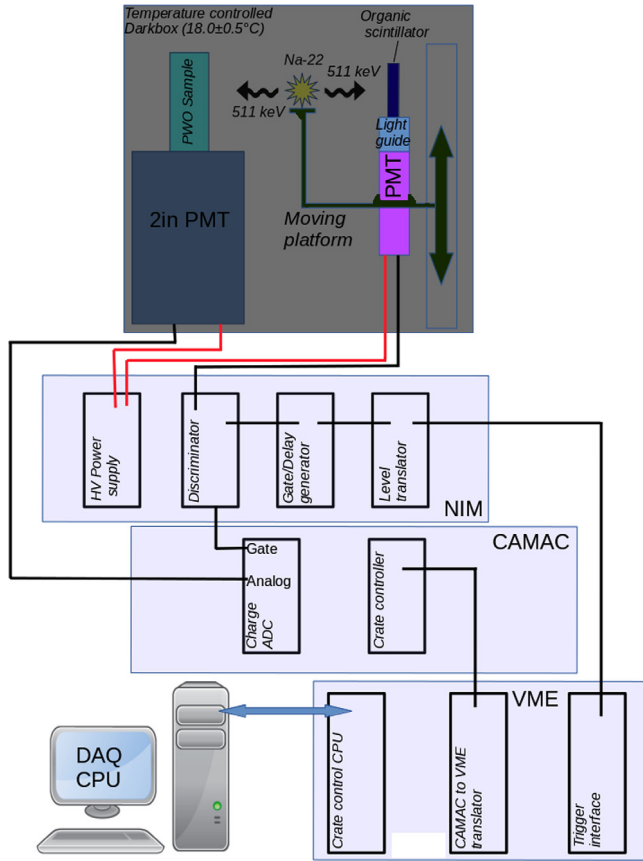 Temperature controlled
Darkbox (18.0±0.5°C)
Organic
scintillator
Na-22
511 keV
511 keV
PWO Sample
Light
guide
PMT
2in PMT
Moving
platform
HV Power
supply
Discriminator
Gate/Delay
generator
Level
translator
NIM
CAMAC
Gate
Analog
Charge
ADC
Crate controller
VME
DAQ
CPU
Crate control CPU
CAMAC to VME
translator
Trigger
interface